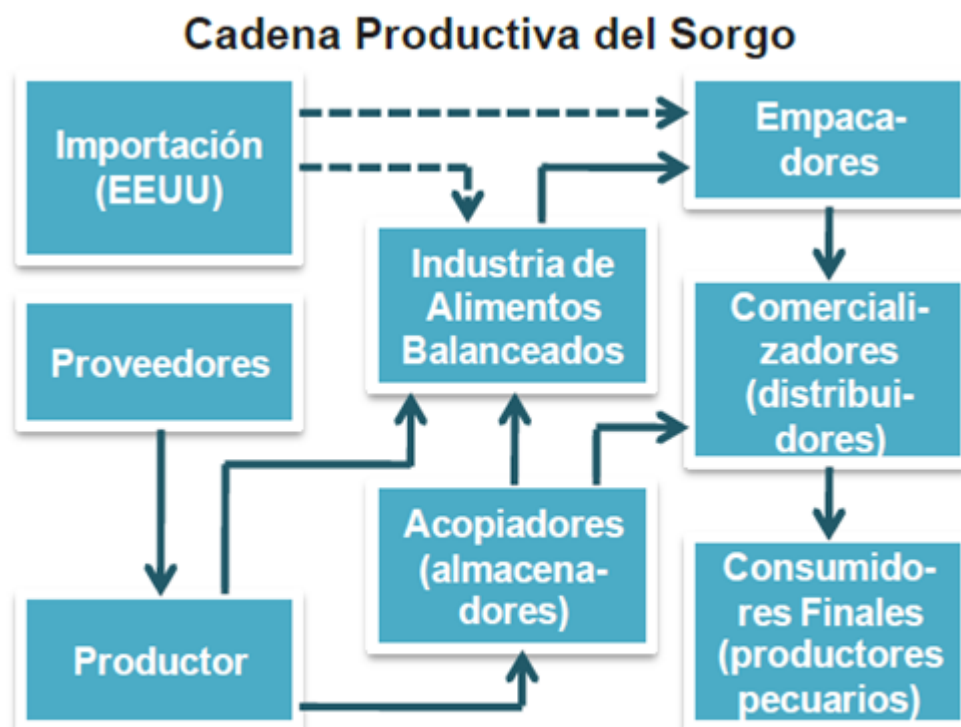 Cadena Productiva del Sorgo
Importación
(EEUU)
Empaca-
dores
Industria de
Alimentos
Balanceados
Comerciali-
zadores
(distribui-
dores)
Proveedores
Acopiadores
(almacena-
dores)
Consumido-
res Finales
(productores
pecuarios)
Productor